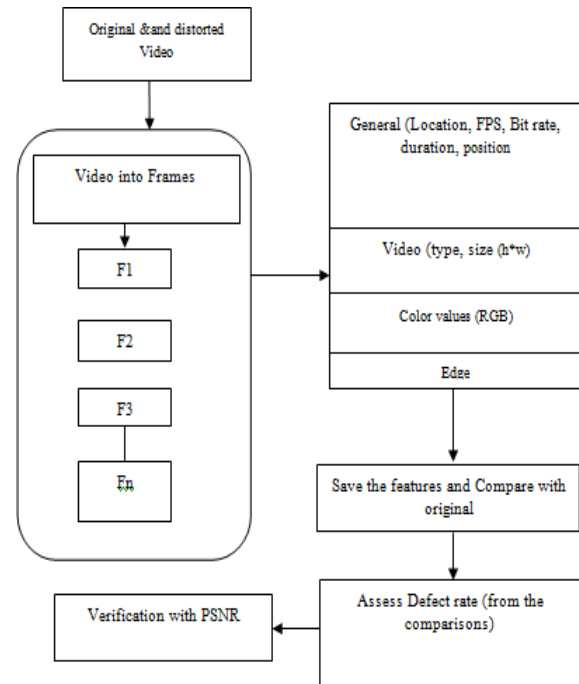 Original &and distorted
Video
Video into Frames
F1
F2
F3
Fn
General (Location, FPS, Bit rate,
duration, position
Video (type, size (h*w)
Color values (RGB)
Edge
Save the features and Compare with
original
Assess Defect rate (from the
comparisons)
Verification with PSNR